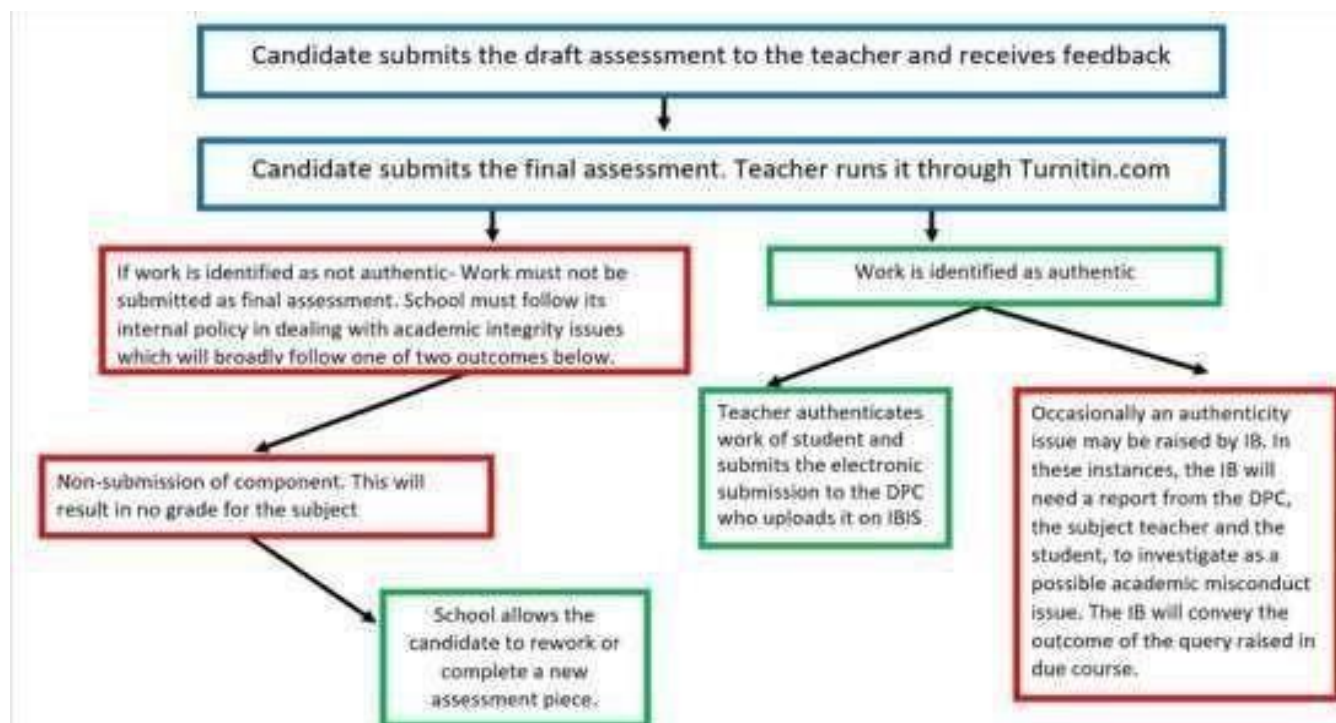 Candidate submits the draft assessment to the teacher and receives feedback
Candidate submits the final assessment. Teacher runs it through Turnitin.com
If work is identified as not authentic- Work must not be
submitted as final assessment. School must follow its
internal policy in dealing with academic integrity issues
which will broadly follow one of two outcomes below.
Work is identified as authentic
Non-submission of component. This will
result in no grade for the subject
School allows the
candidate to rework or
complete a new
assessment piece.
Teacher authenticates
work of student and
submits the electronic
submission to the DPC
who uploads it on IBIS
Occasionally an authenticity
issue may be raised by IB. In
these instances, the IB will
need a report from the DPC,
the subject teacher and the
student, to investigate as a
possible academic misconduct
issue. The IB will convey the
outcome of the query raised in
due course.